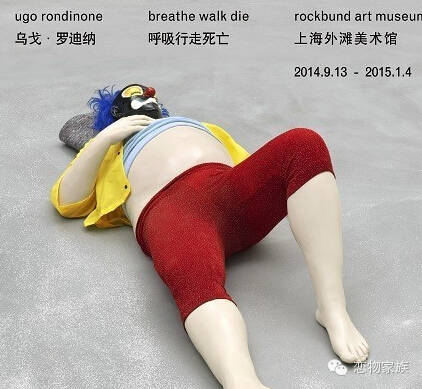 ugo rondinone breathe walk die rockbund art museum
乌戈·罗迪纳 呼吸行走死亡 上海外滩美术馆
2014.9.13 - 2015.1.4
恋物家族